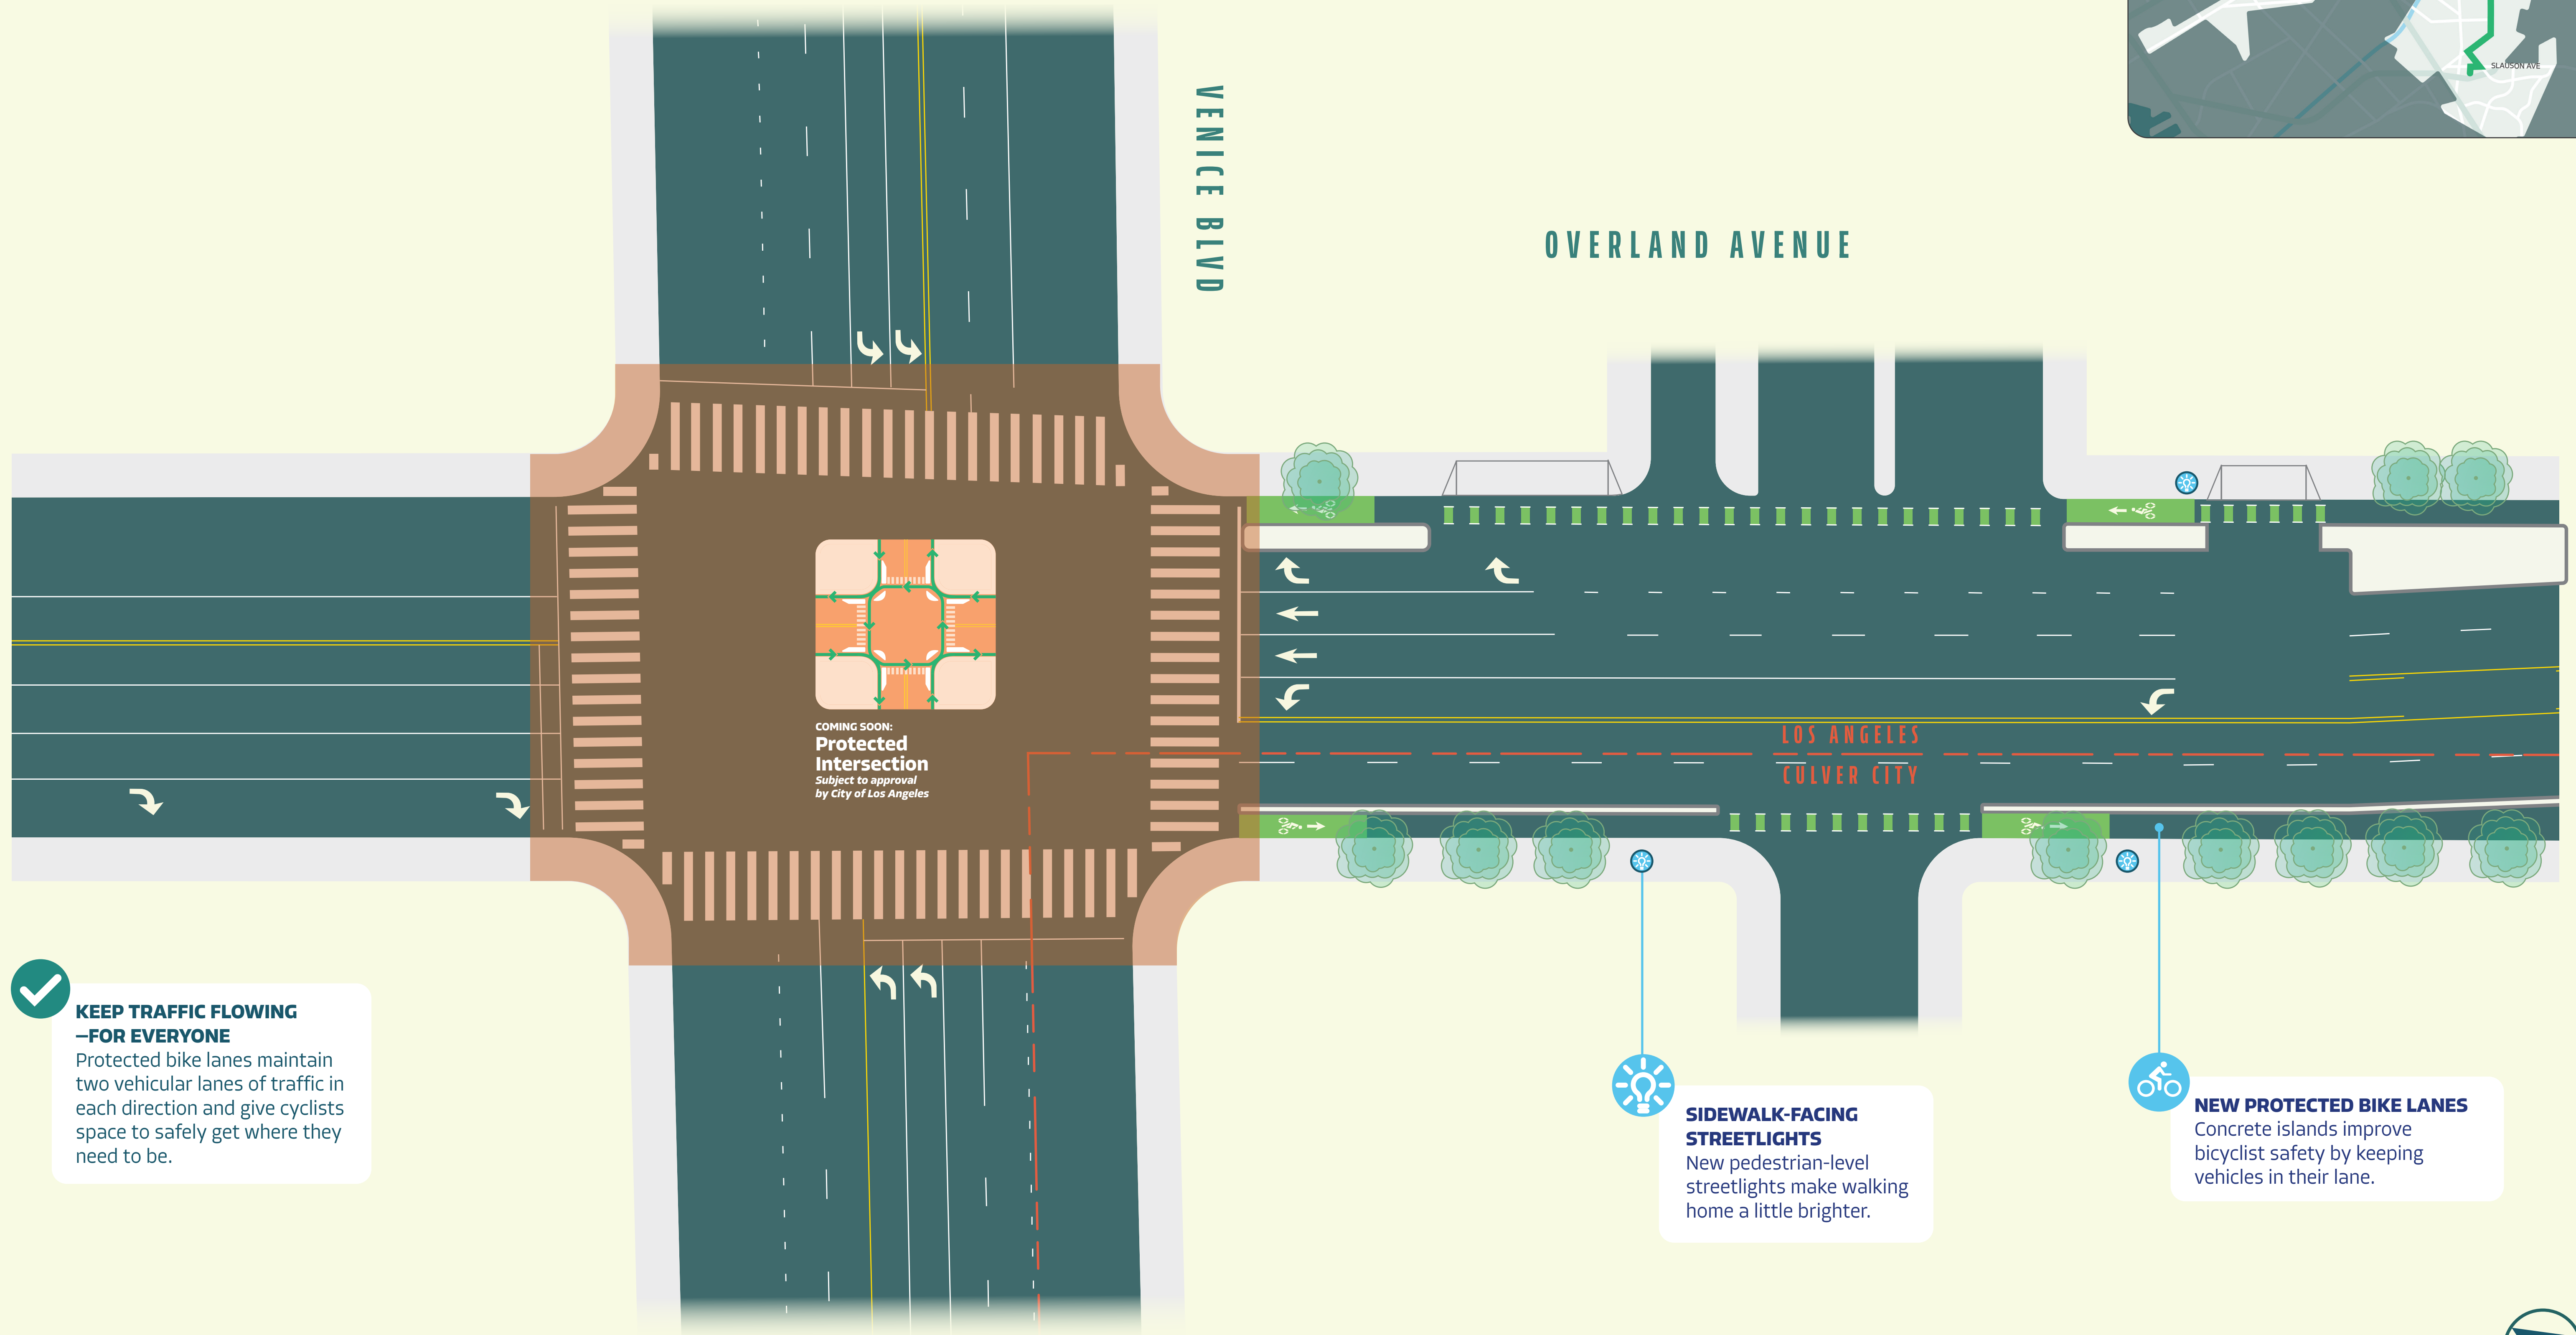 SLAUSON AVE
VENICE BLVD
OVERLAND AVENUE
COMING SOON:
Protected
Intersection
Subject to approval
by City of Los Angeles
LOS ANGELES
CULVER CITY
KEEP TRAFFIC FLOWING
—FOR EVERYONE
Protected bike lanes maintain
two vehicular lanes of traffic in
each direction and give cyclists
space to safely get where they
need to be.
SIDEWALK-FACING
STREETLIGHTS
New pedestrian-level
streetlights make walking
home a little brighter.
NEW PROTECTED BIKE LANES
Concrete islands improve
bicyclist safety by keeping
vehicles in their lane.